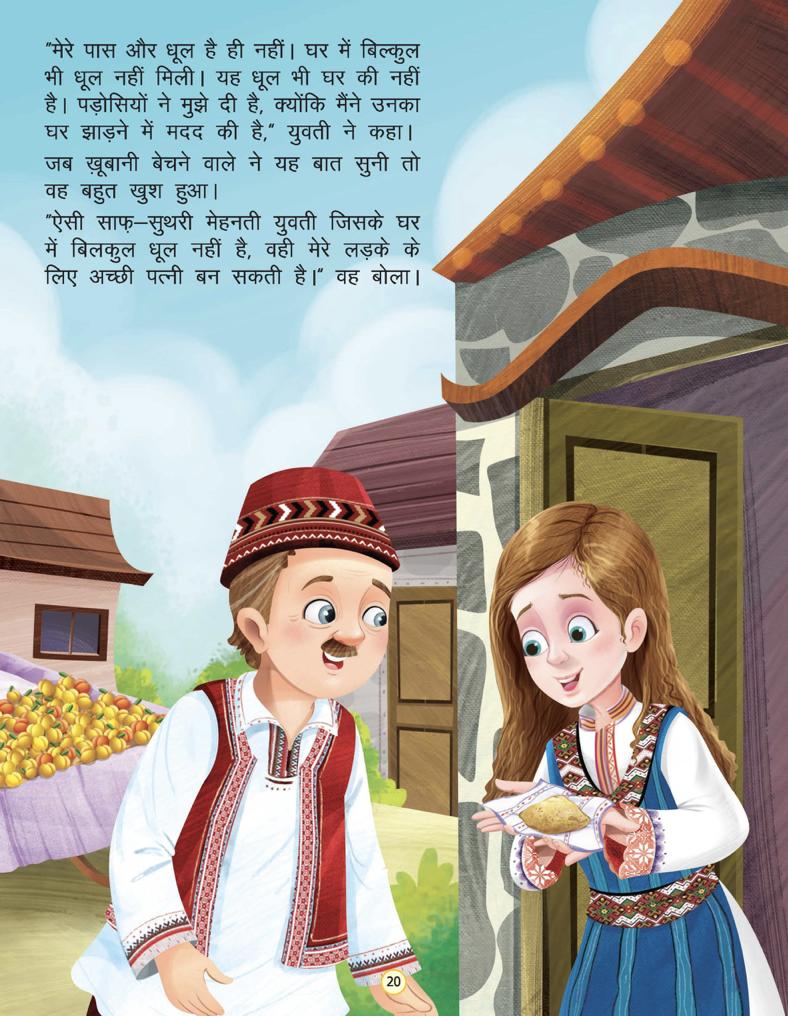 "मेरे पास और धूल है ही नहीं। घर में बिल्कुल
भी धूल नहीं मिली। यह धूल भी घर की नहीं
है। पड़ोसियों ने मुझे दी है, क्योंकि मैंने उनका
घर झाड़ने में मदद की है," युवती ने कहा।
जब ख़ूबानी बेचने वाले ने यह बात सुनी तो
वह बहुत खुश हुआ।
"ऐसी साफ़–सुथरी मेहनती युवती जिसके घर
में बिलकुल धूल नहीं है, वही मेरे लड़के के
लिए अच्छी पत्नी बन सकती है।" वह बोला।
20